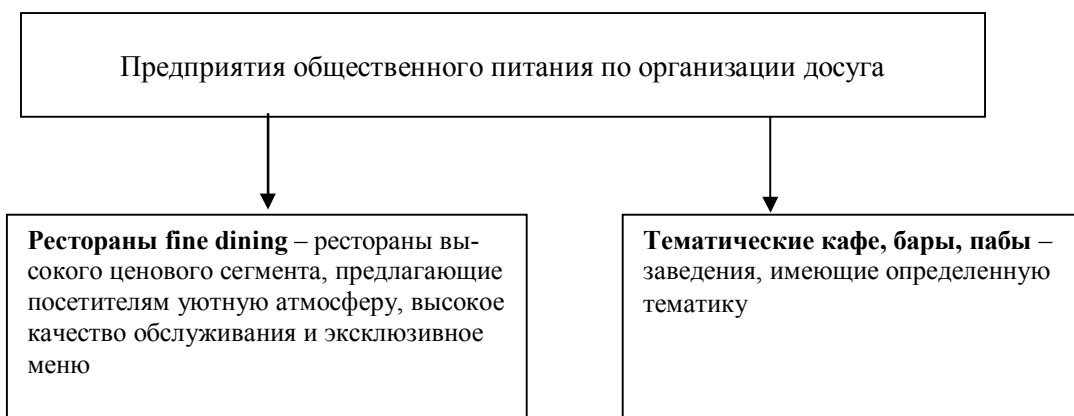 Предприятия общественного питания по организации досуга
Рестораны fine dining – рестораны вы-
сокого ценового сегмента, предлагающие
посетителям уютную атмосферу, высокое
качество обслуживания и эксклюзивное
меню
Тематические кафе, бары, пабы –
заведения, имеющие определенную
тематику